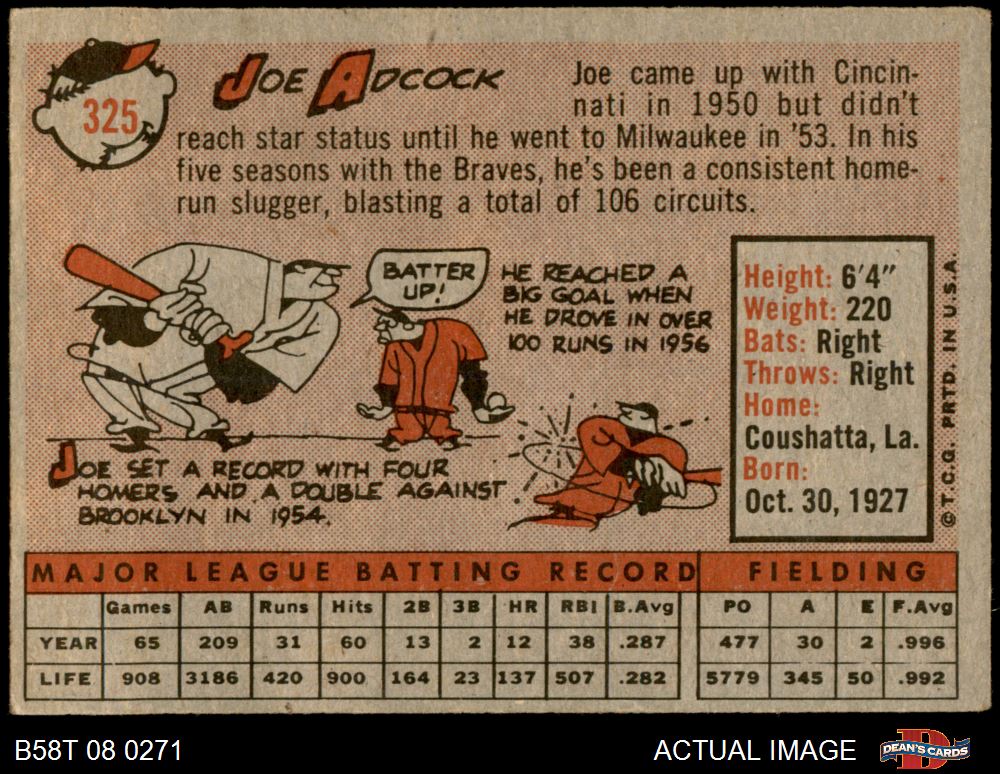 325
JOE ADCOCK
Joe came up with Cincin-
nati in 1950 but didn't
reach star status until he went to Milwaukee in '53. In his
five seasons with the Braves, he's been a consistent home-
run slugger, blasting a total of 106 circuits.
BATTER
UP!
HE REACHED A
BIG GOAL WHEN
HE DROVE IN OVER
100 RUNS IN 1956
JOE SET A RECORD WITH FOUR
HOMERS AND A DOUBLE AGAINST
BROOKLYN IN 1954.
Height: 6'4"
Weight: 220
Bats: Right
Throws: Right
Home:
Coushatta, La.
Born:
Oct. 30, 1927
© T.C.G. PRTD. IN U.S.A.
MAJOR LEAGUE BATTING RECORD FIELDING
Games AB Runs Hits 2B 3B HR RBI B.Avg PO A E F.Avg
YEAR 65 209 31 60 13 2 12 38 .287 477 30 2 .996
LIFE 908 3186 420 900 164 23 137 507 .282 5779 345 50 .992
B58T 08 0271
ACTUAL IMAGE
DEAN'S CARDS